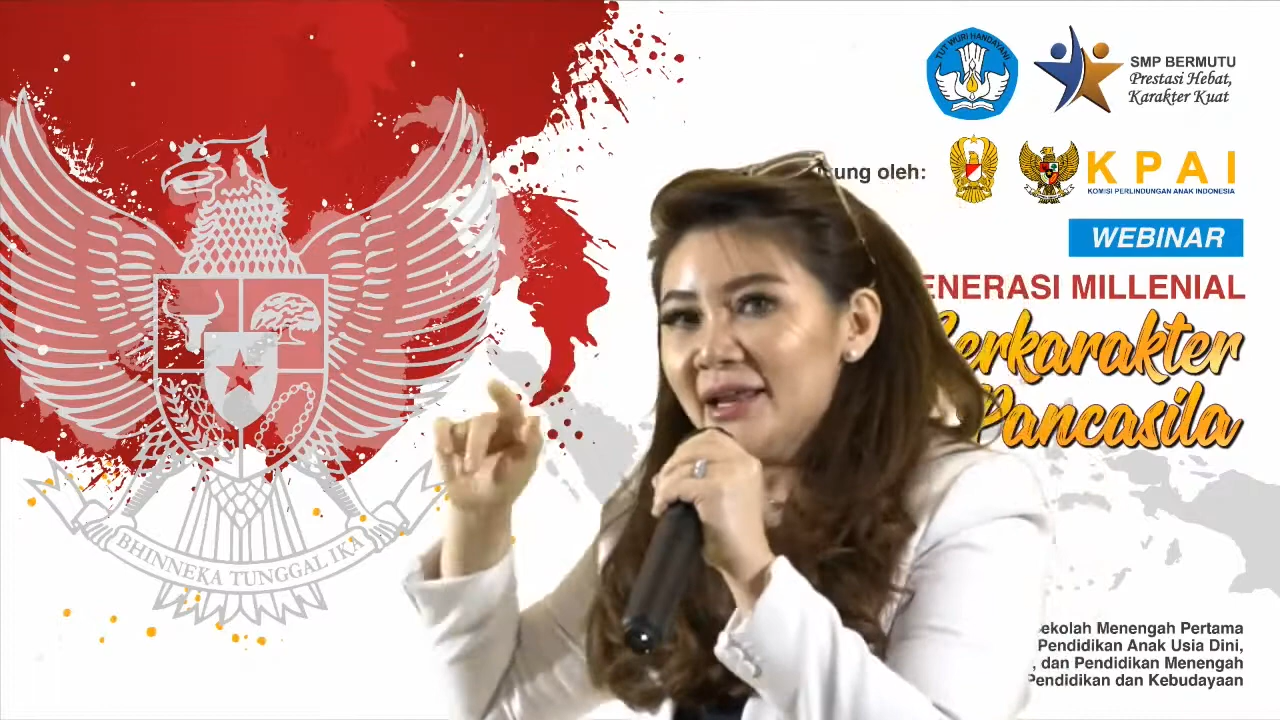 TUT WURI HANDAYANI
SMP BERMUTU
Prestasi Hebat,
Karakter Kuat
oleh:
KPAI
KOMISI PERLINDUNGAN ANAK INDONESIA
WEBINAR
ENERASI MILLENIAL
erkarakter
Pancasila
BHINNEKA TUNGGAL IKA
ekolah Menengah Pertama
Pendidikan Anak Usia Dini,
, dan Pendidikan Menengah
Pendidikan dan Kebudayaan